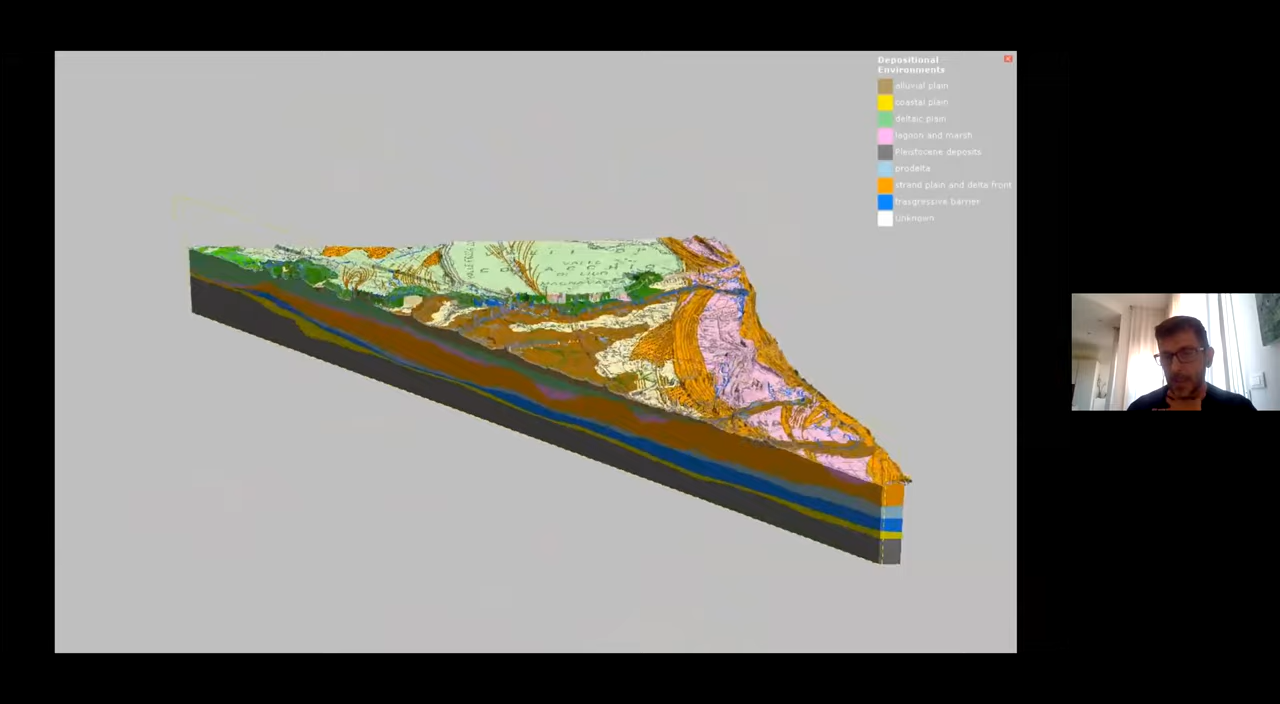 Depositional
Environments
alluvial plain
coastal plain
deltaic plain
lagnon and marsh
Pleistocene deposits
prodelta
strand plain and delta front
trasgressive barrier
Unknown